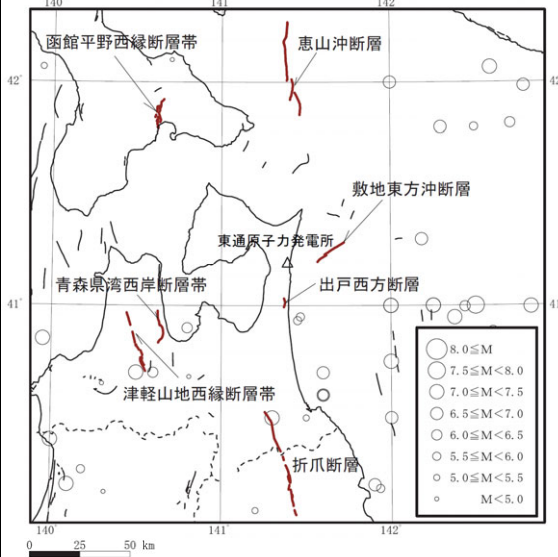 140
141
142
函館平野西縁断層帯
恵山沖断層
42°
42
敷地東方沖断層
東通原子力発電所
青森県湾西岸断層帯
出戸西方断層
41°
41
8.0≦M
7.5≦M<8.0
7.0≦M<7.5
6.5≦M<7.0
6.0≦M<6.5
5.5≦M<6.0
5.0≦M<5.5
M<5.0
津軽山地西縁断層帯
折爪断層
140°
141°
142°
0 25 50 km